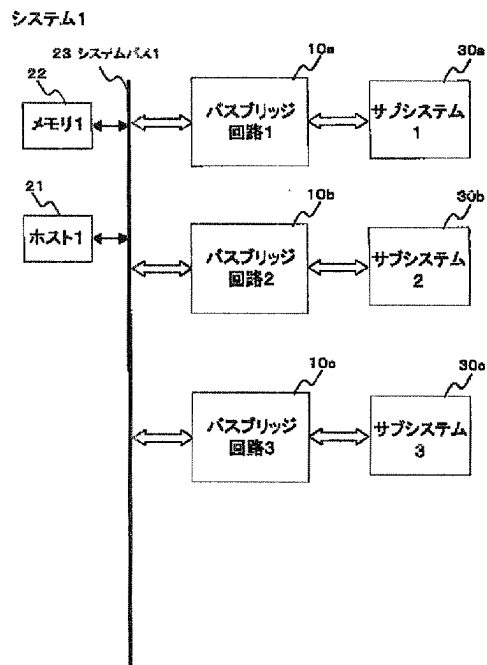 システム1
23 システムバス1
22
メモリ1
21
ホスト1
10a
バスブリッジ
回路1
30a
サブシステム
1
10b
バスブリッジ
回路2
30b
サブシステム
2
10c
バスブリッジ
回路3
30c
サブシステム
3